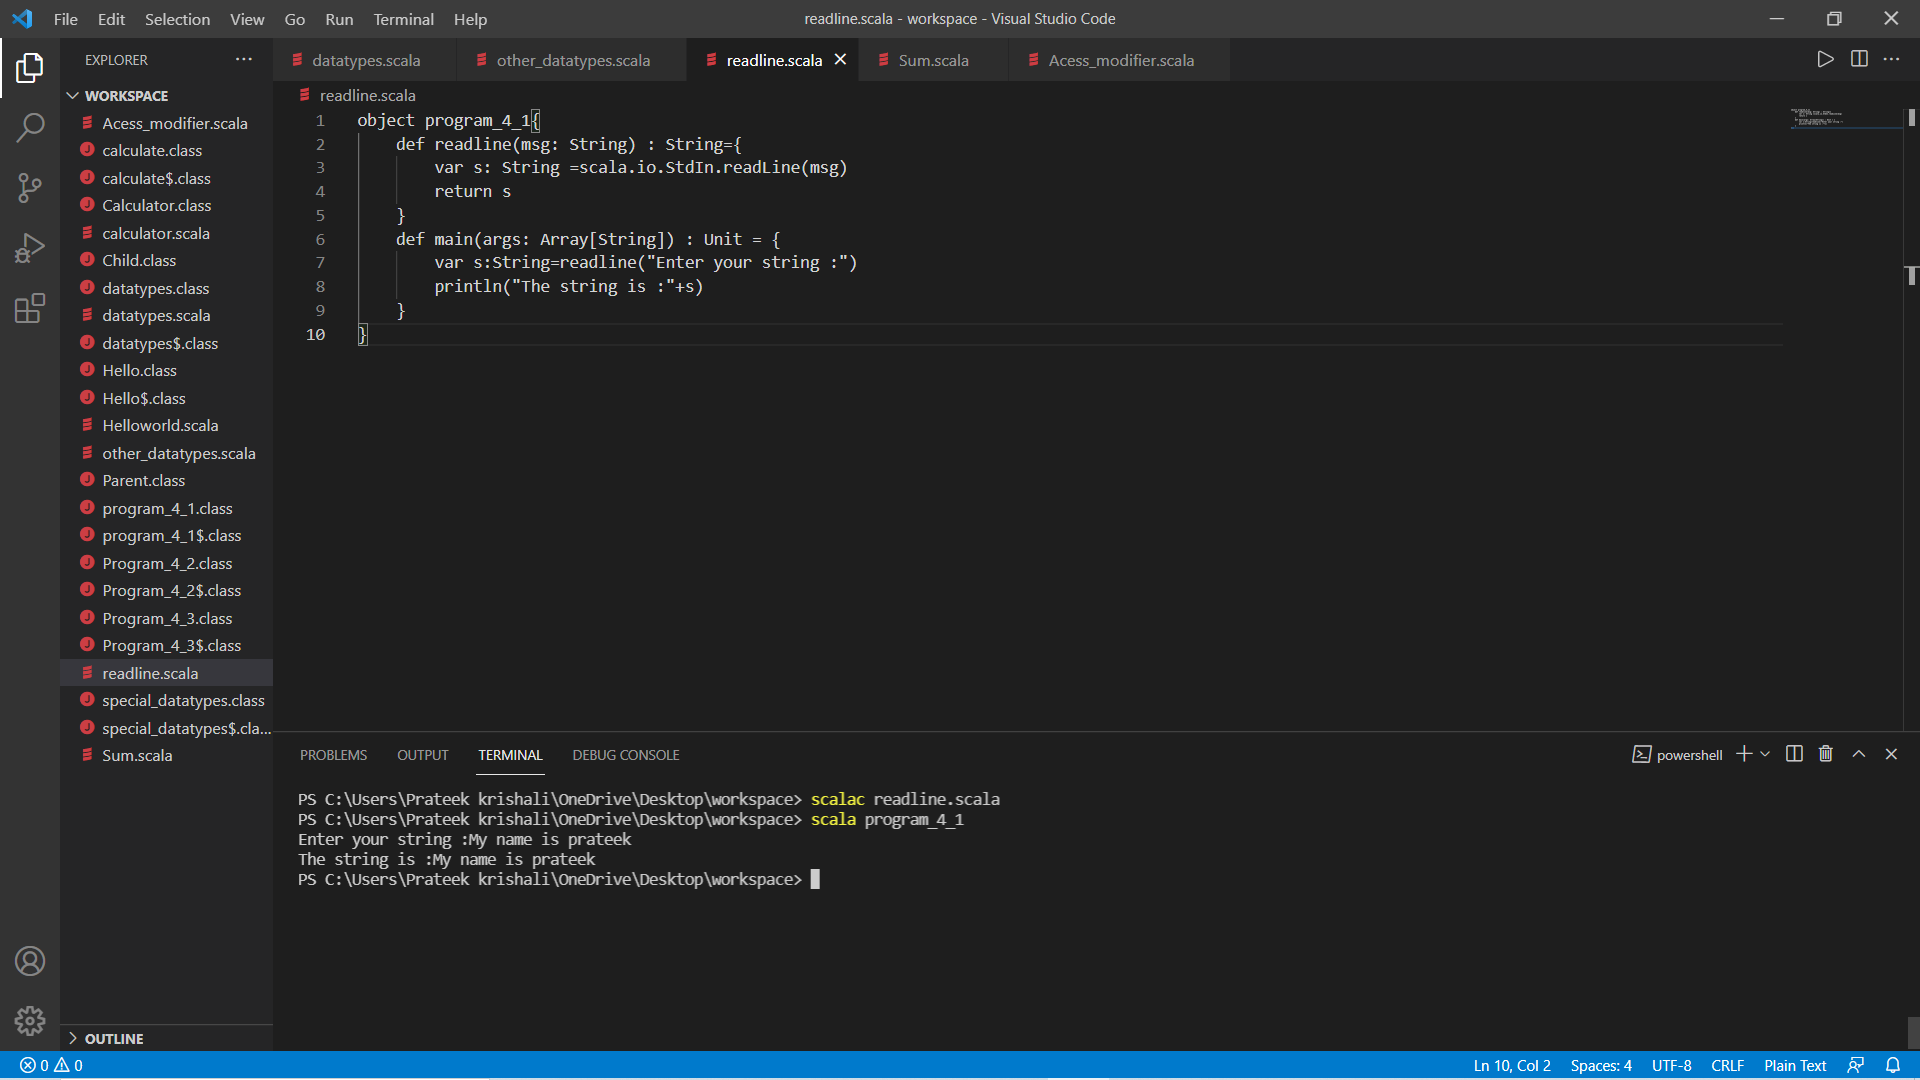 File Edit Selection View Go Run Terminal Help
readline.scala - workspace - Visual Studio Code
EXPLORER
WORKSPACE
Acess_modifier.scala
calculate.class
calculate$.class
Calculator.class
calculator.scala
Child.class
datatypes.class
datatypes.scala
datatypes$.class
Hello.class
Hello$.class
Helloworld.scala
other_datatypes.scala
Parent.class
program_4_1.class
program_4_1$.class
Program_4_2.class
Program_4_2$.class
Program_4_3.class
Program_4_3$.class
readline.scala
special_datatypes.class
special_datatypes$.cla...
Sum.scala
OUTLINE
datatypes.scala other_datatypes.scala readline.scala Sum.scala Acess_modifier.scala
readline.scala
1 object program_4_1{
2 def readline(msg: String) : String={
3 var s: String =scala.io.StdIn.readLine(msg)
4 return s
5 }
6 def main(args: Array[String]) : Unit = {
7 var s:String=readline("Enter your string :")
8 println("The string is :"+s)
9 }
10 }
PROBLEMS OUTPUT TERMINAL DEBUG CONSOLE
powershell
PS C:\Users\Prateek krishali\OneDrive\Desktop\workspace> scalac readline.scala
PS C:\Users\Prateek krishali\OneDrive\Desktop\workspace> scala program_4_1
Enter your string :My name is prateek
The string is :My name is prateek
PS C:\Users\Prateek krishali\OneDrive\Desktop\workspace>
0 0
Ln 10, Col 2 Spaces: 4 UTF-8 CRLF Plain Text